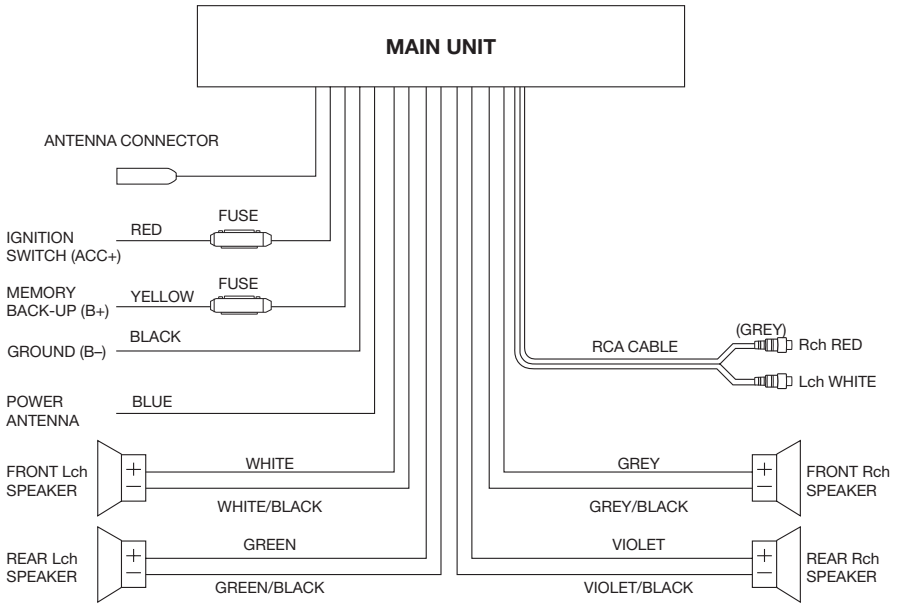 MAIN UNIT
ANTENNA CONNECTOR
FUSE
RED
IGNITION
SWITCH (ACC+)
FUSE
MEMORY
BACK-UP (B+)
YELLOW
BLACK
GROUND (B–)
(GREY)
RCA CABLE
Rch RED
Lch WHITE
POWER
ANTENNA
BLUE
FRONT Lch
SPEAKER
+
–
WHITE
WHITE/BLACK
GREY
GREY/BLACK
+
–
FRONT Rch
SPEAKER
REAR Lch
SPEAKER
+
–
GREEN
GREEN/BLACK
VIOLET
VIOLET/BLACK
+
–
REAR Rch
SPEAKER